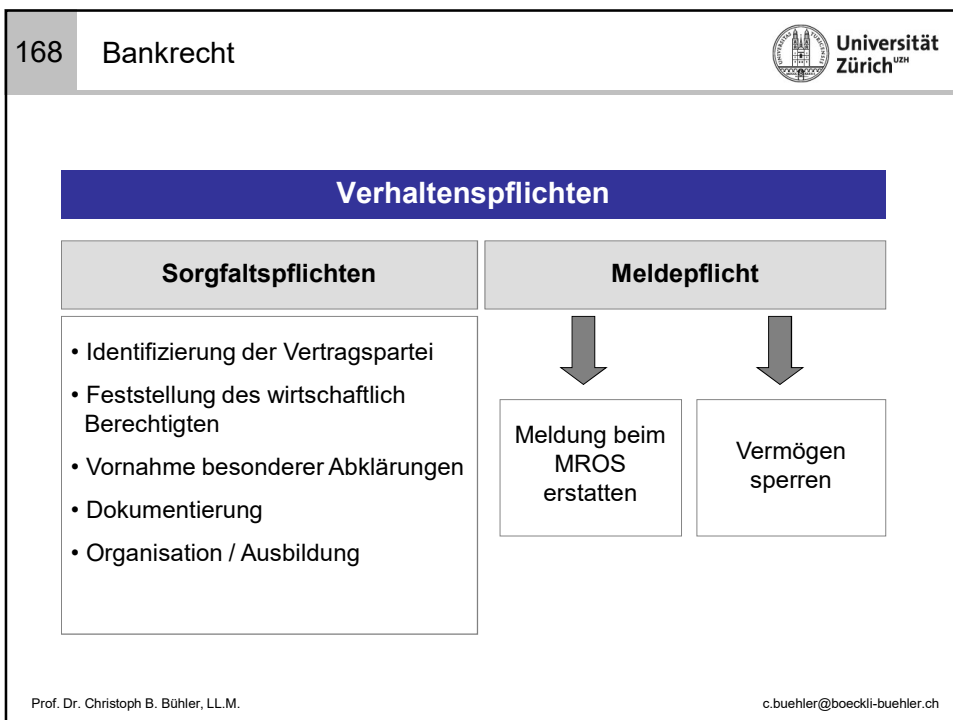 168
Bankrecht
Universität
Zürich UZH
Verhaltenspflichten
Sorgfaltspflichten
• Identifizierung der Vertragspartei
• Feststellung des wirtschaftlich
Berechtigten
• Vornahme besonderer Abklärungen
• Dokumentierung
• Organisation / Ausbildung
Meldepflicht
Meldung beim
MROS
erstatten
Vermögen
sperren
Prof. Dr. Christoph B. Bühler, LL.M.
c.buehler@boeckli-buehler.ch